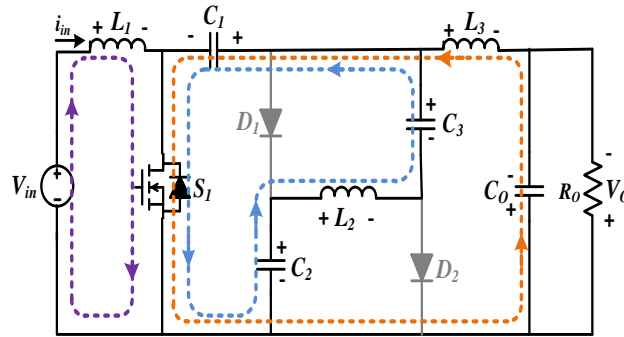 i_in + L1 - - C1 + + L3 -
D1 + C3 -
Vin + - S1 + L2 - - CO + RO - VO +
+ C2 - D2